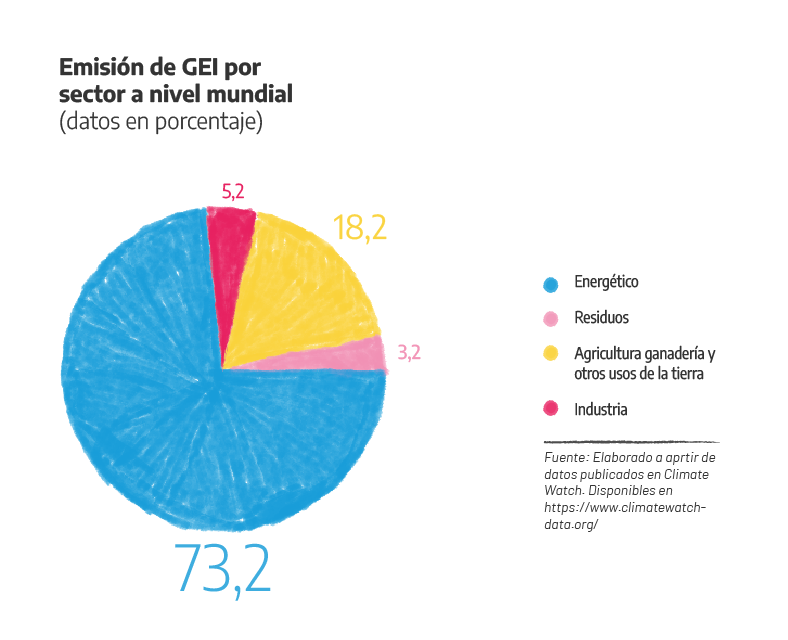 Emisión de GEI por
sector a nivel mundial
(datos en porcentaje)
5,2
18,2
3,2
73,2
Energético
Residuos
Agricultura ganadería y
otros usos de la tierra
Industria
Fuente: Elaborado a aprtir de
datos publicados en Climate
Watch. Disponibles en
https://www.climatewatch-
data.org/